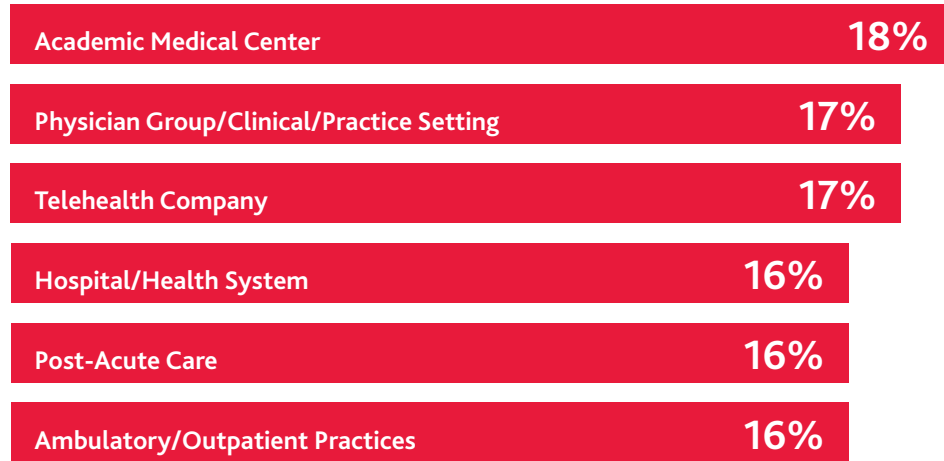 Academic Medical Center 18%
Physician Group/Clinical/Practice Setting 17%
Telehealth Company 17%
Hospital/Health System 16%
Post-Acute Care 16%
Ambulatory/Outpatient Practices 16%